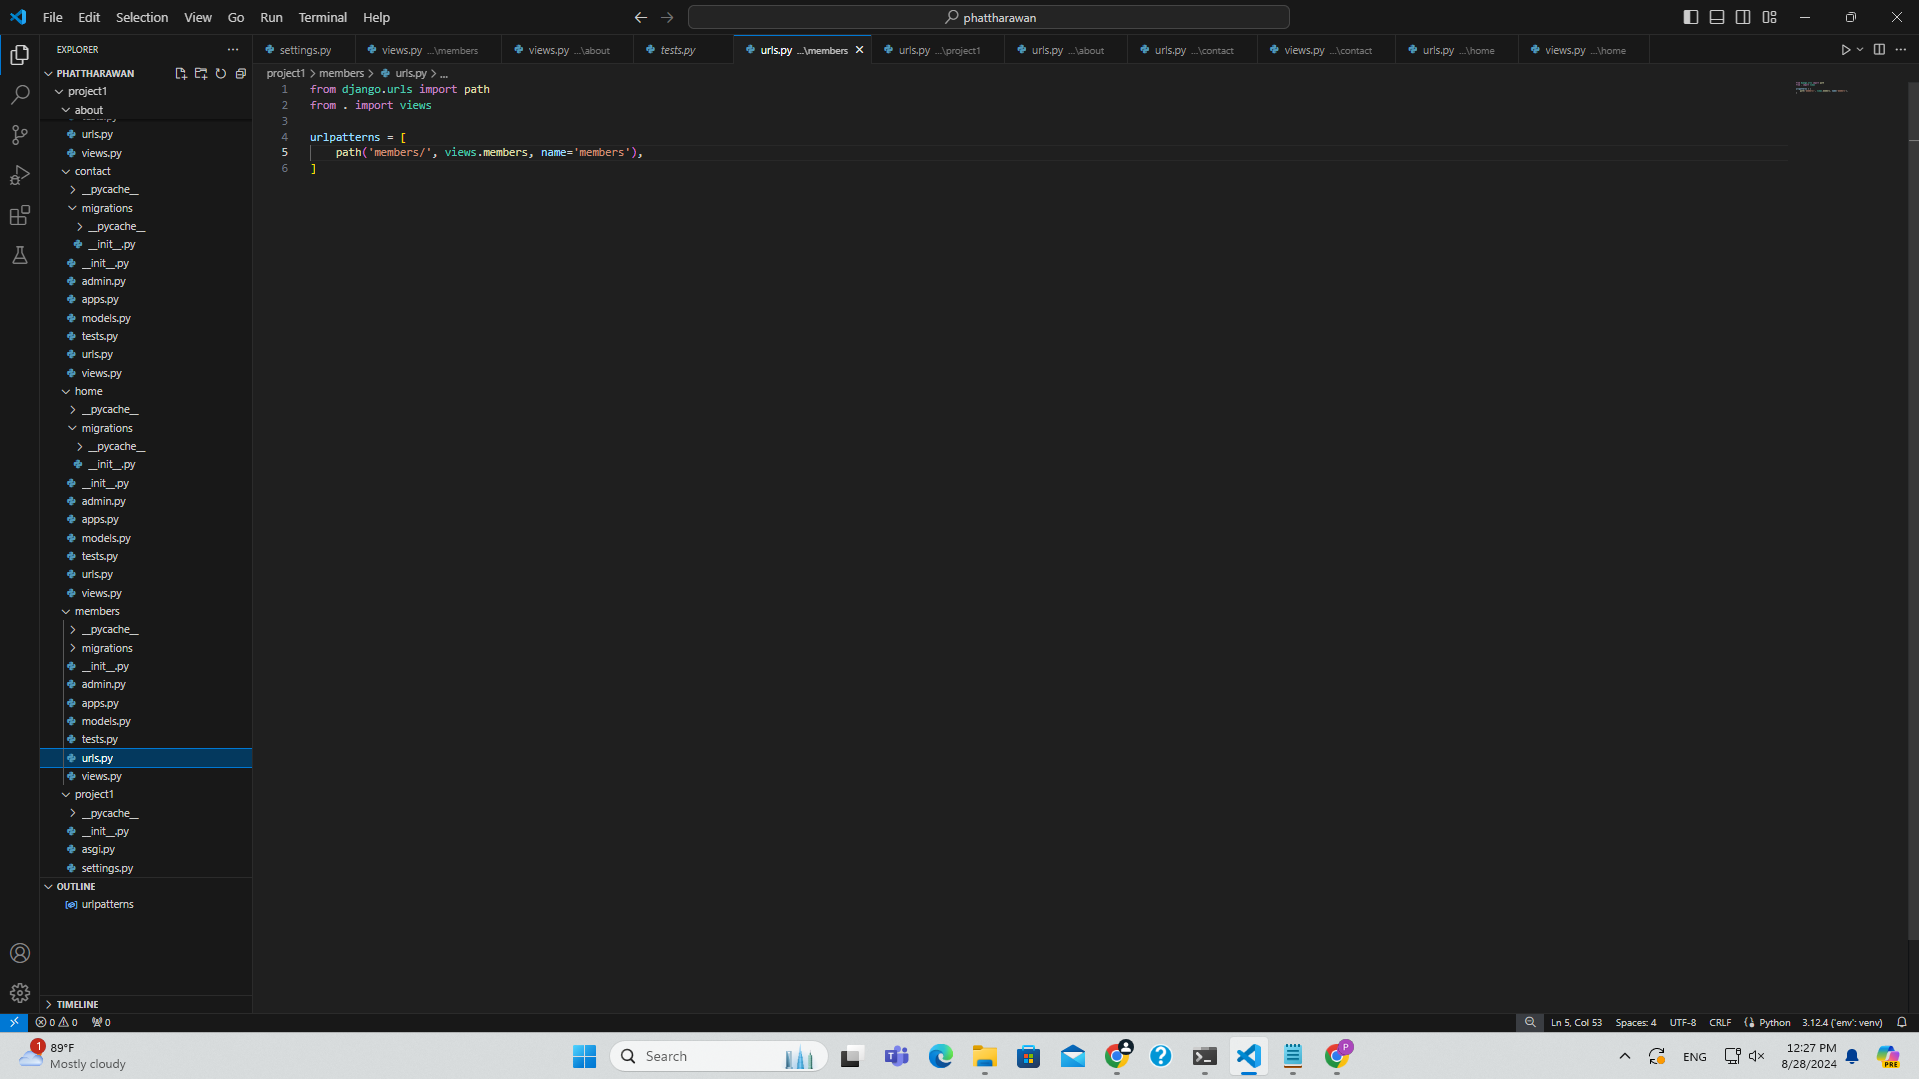 File Edit Selection View Go Run Terminal Help
phattharawan
EXPLORER
settings.py
views.py ...\members
views.py ...\about
tests.py
urls.py ...\members
urls.py ...\project1
urls.py ...\about
urls.py ...\contact
views.py ...\contact
urls.py ...\home
views.py ...\home
PHATTHARAWAN
project1 > members > urls.py > ...
project1
about
urls.py
views.py
contact
__pycache__
migrations
__pycache__
__init__.py
__init__.py
admin.py
apps.py
models.py
tests.py
urls.py
views.py
home
__pycache__
migrations
__pycache__
__init__.py
__init__.py
admin.py
apps.py
models.py
tests.py
urls.py
views.py
members
__pycache__
migrations
__init__.py
admin.py
apps.py
models.py
tests.py
urls.py
views.py
project1
__pycache__
__init__.py
asgi.py
settings.py
OUTLINE
urlpatterns
TIMELINE
1 from django.urls import path
2 from . import views
3
4 urlpatterns = [
5 path('members/', views.members, name='members'),
6 ]
0 0 0
Ln 5, Col 53 Spaces: 4 UTF-8 CRLF Python 3.12.4 ('env': venv)
1
89°F
Mostly cloudy
Search
P
ENG
12:27 PM
8/28/2024
PRE